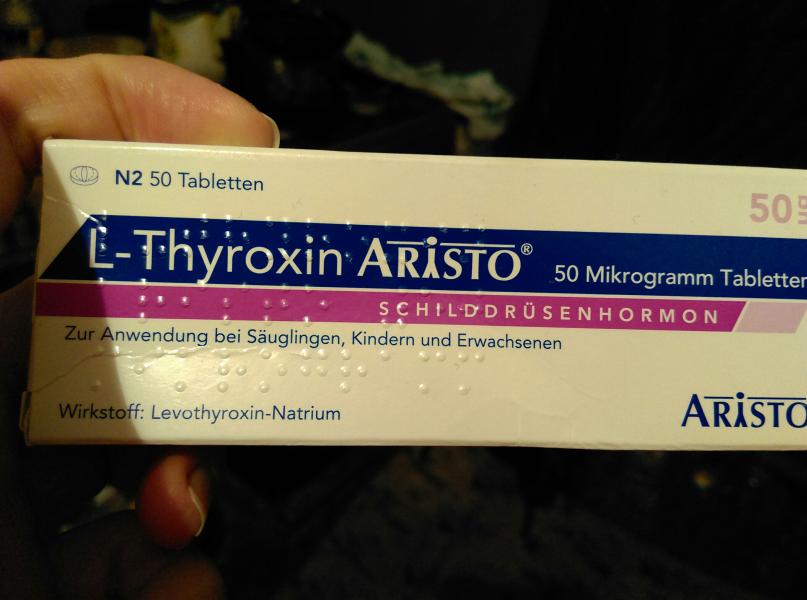 N2 50 Tabletten
50
L-Thyroxin ARISTO® 50 Mikrogramm Tabletten
SCHILDDRÜSENHORMON
Zur Anwendung bei Säuglingen, Kindern und Erwachsenen
Wirkstoff: Levothyroxin-Natrium
ARISTO